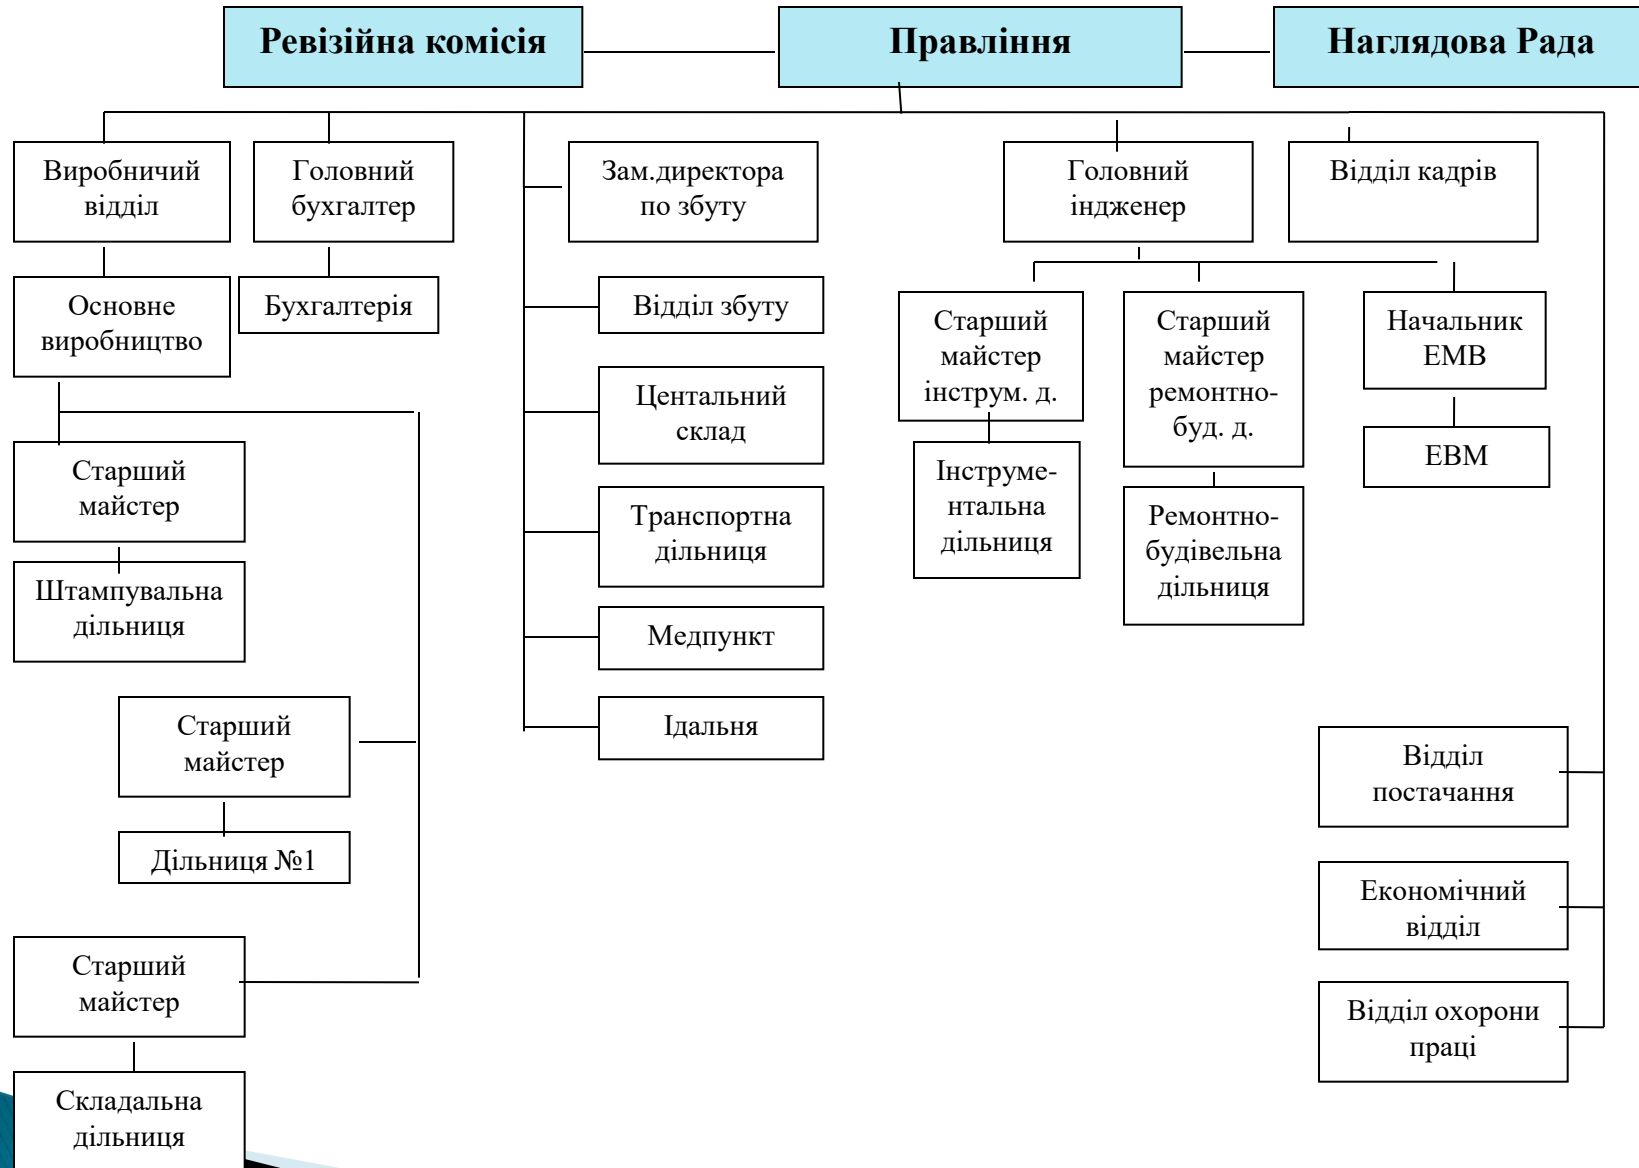 Ревізійна комісія
Правління
Наглядова Рада
Виробничий
відділ
Головний
бухгалтер
Зам.директора
по збуту
Головний
індженер
Відділ кадрів
Основне
виробництво
Бухгалтерія
Відділ збуту
Центальний
склад
Транспортна
дільниця
Медпункт
Їдальня
Старший
майстер
інструм. д.
Старший
майстер
ремонтно-
буд. д.
Начальник
ЕМВ
Інструме-
нтальна
дільниця
Ремонтно-
будівельна
дільниця
ЕВМ
Старший
майстер
Штампувальна
дільниця
Старший
майстер
Дільниця №1
Старший
майстер
Складальна
дільниця
Відділ
постачання
Економічний
відділ
Відділ охорони
праці